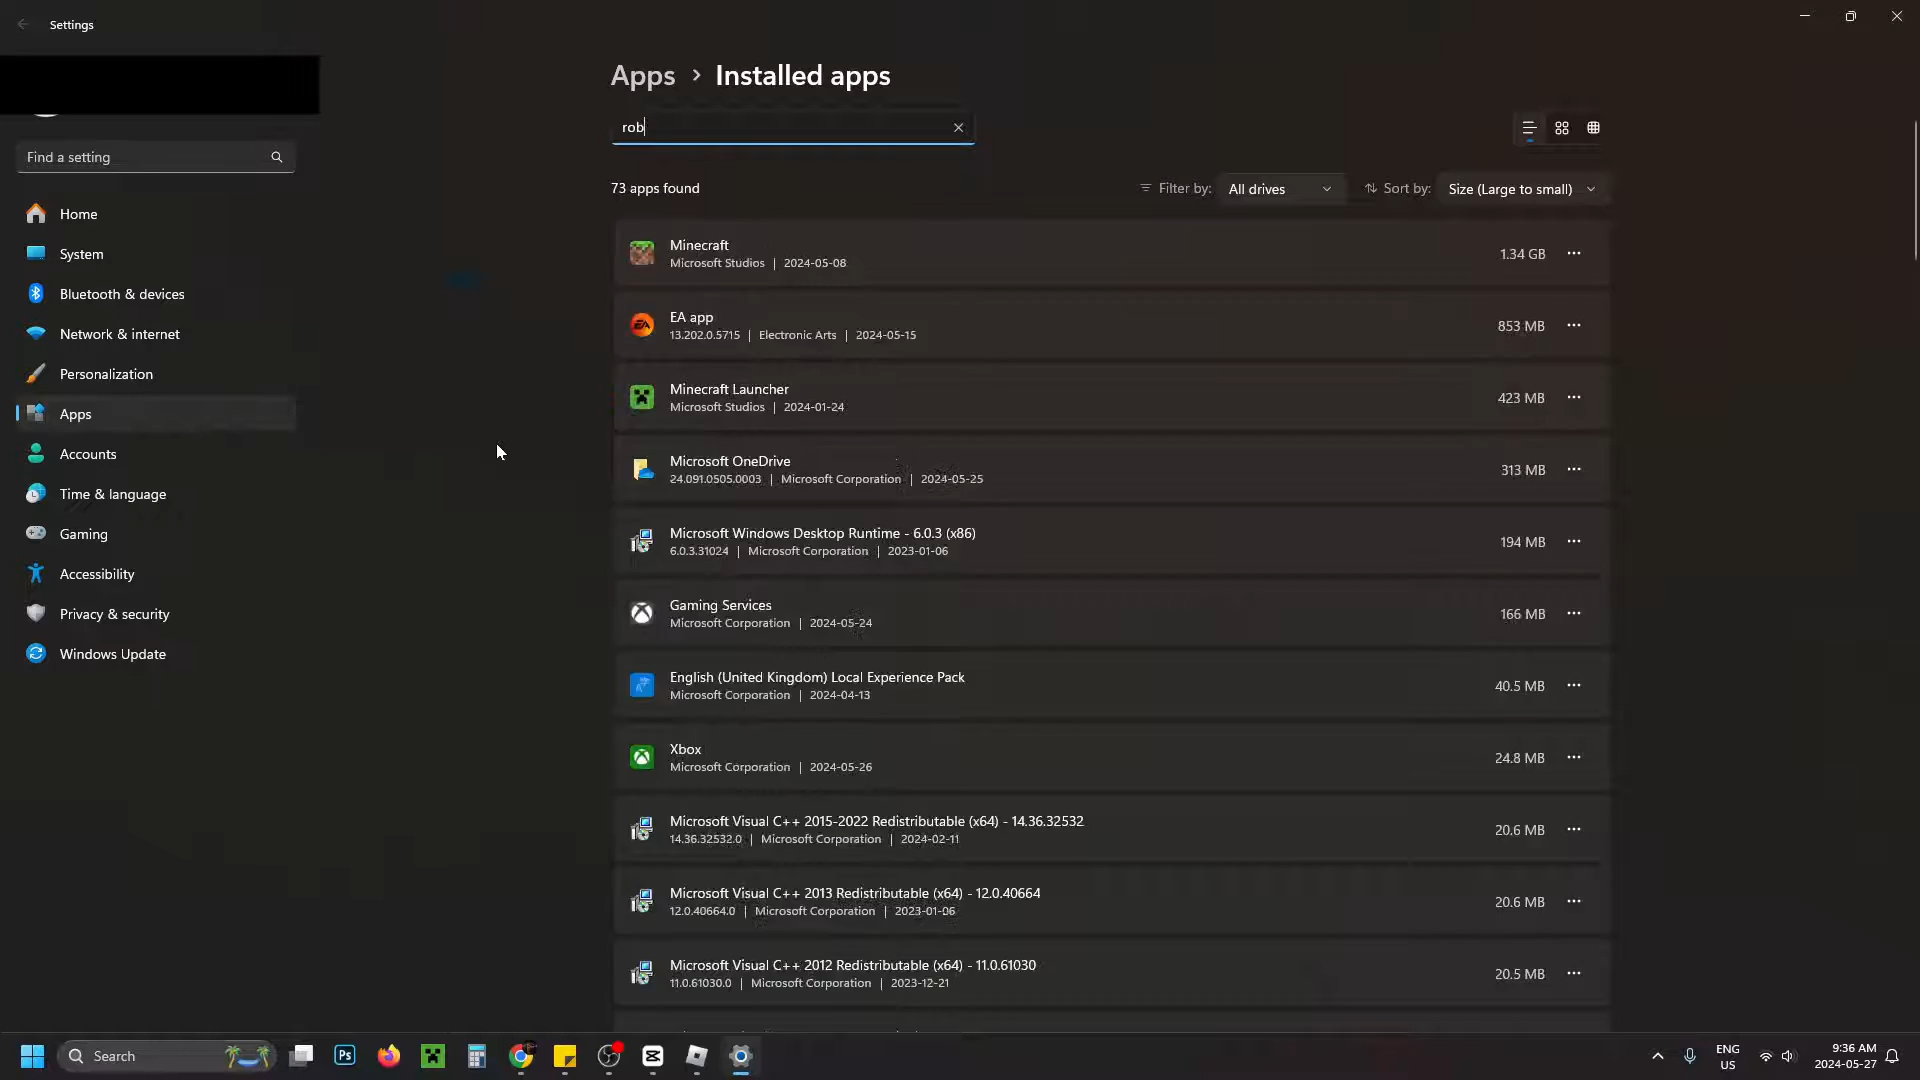 Settings
Apps > Installed apps
rob
Find a setting
73 apps found
Filter by: All drives
Sort by: Size (Large to small)
Home
System
Bluetooth & devices
Network & internet
Personalization
Apps
Accounts
Time & language
Gaming
Accessibility
Privacy & security
Windows Update
Minecraft
Microsoft Studios | 2024-05-08
1.34 GB
EA app
13.202.0.5715 | Electronic Arts | 2024-05-15
853 MB
Minecraft Launcher
Microsoft Studios | 2024-01-24
423 MB
Microsoft OneDrive
24.091.0505.0003 | Microsoft Corporation | 2024-05-25
313 MB
Microsoft Windows Desktop Runtime - 6.0.3 (x86)
6.0.3.31024 | Microsoft Corporation | 2023-01-06
194 MB
Gaming Services
Microsoft Corporation | 2024-05-24
166 MB
English (United Kingdom) Local Experience Pack
Microsoft Corporation | 2024-04-13
40.5 MB
Xbox
Microsoft Corporation | 2024-05-26
24.8 MB
Microsoft Visual C++ 2015-2022 Redistributable (x64) - 14.36.32532
14.36.32532.0 | Microsoft Corporation | 2024-02-11
20.6 MB
Microsoft Visual C++ 2013 Redistributable (x64) - 12.0.40664
12.0.40664.0 | Microsoft Corporation | 2023-01-06
20.6 MB
Microsoft Visual C++ 2012 Redistributable (x64) - 11.0.61030
11.0.61030.0 | Microsoft Corporation | 2023-12-21
20.5 MB
Search
Ps
ENG
US
9:36 AM
2024-05-27